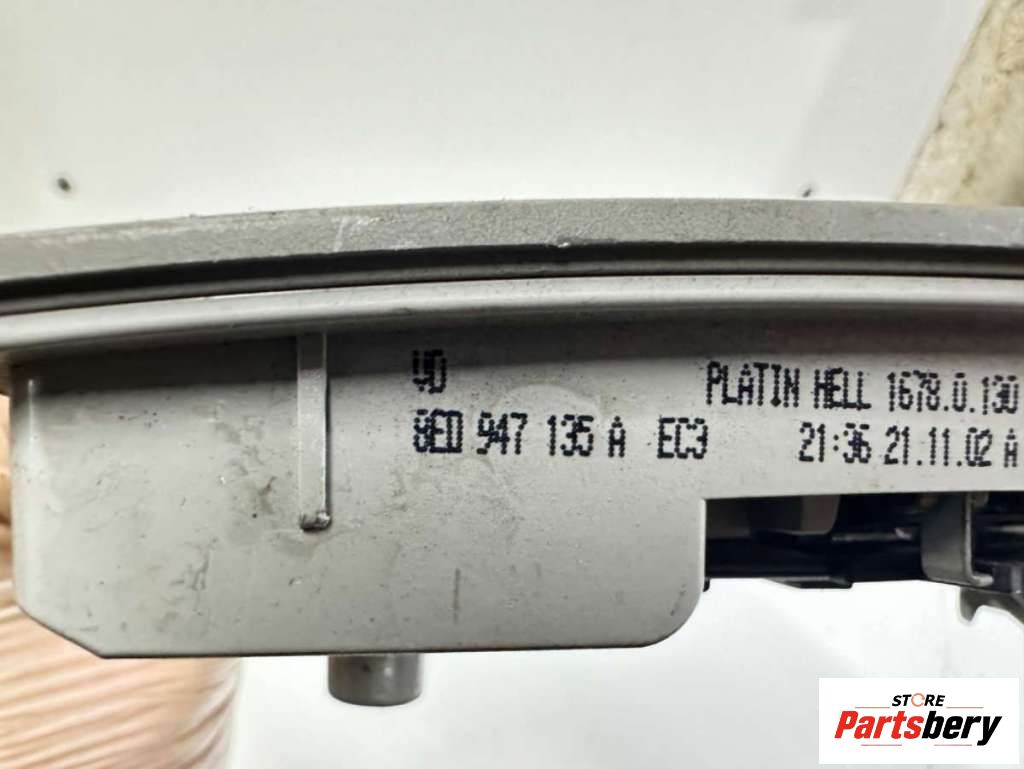 VD
8E0 947 135 A EC3
PLATIN HELL 1678.0.130
21:36 21.11.02 A
STORE
Partsbery